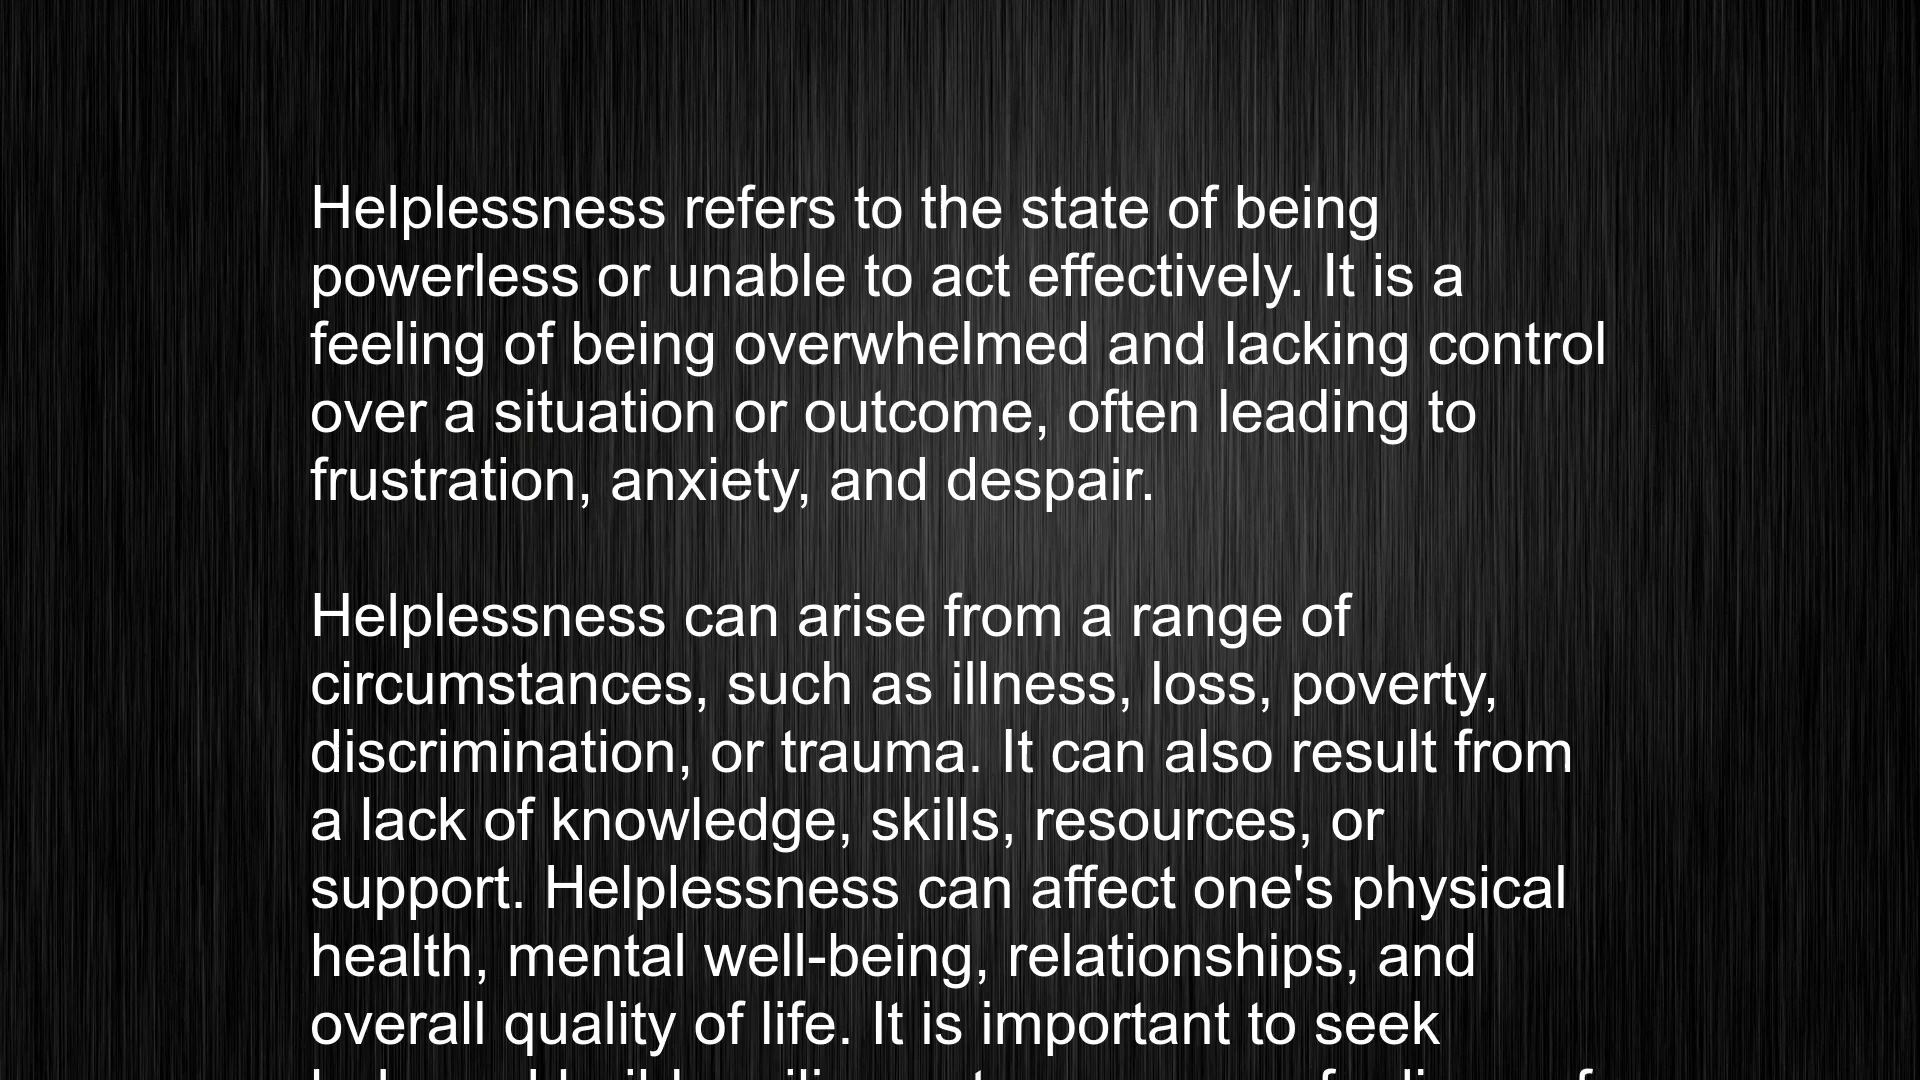 Helplessness refers to the state of being
powerless or unable to act effectively. It is a
feeling of being overwhelmed and lacking control
over a situation or outcome, often leading to
frustration, anxiety, and despair.
Helplessness can arise from a range of
circumstances, such as illness, loss, poverty,
discrimination, or trauma. It can also result from
a lack of knowledge, skills, resources, or
support. Helplessness can affect one's physical
health, mental well-being, relationships, and
overall quality of life. It is important to seek